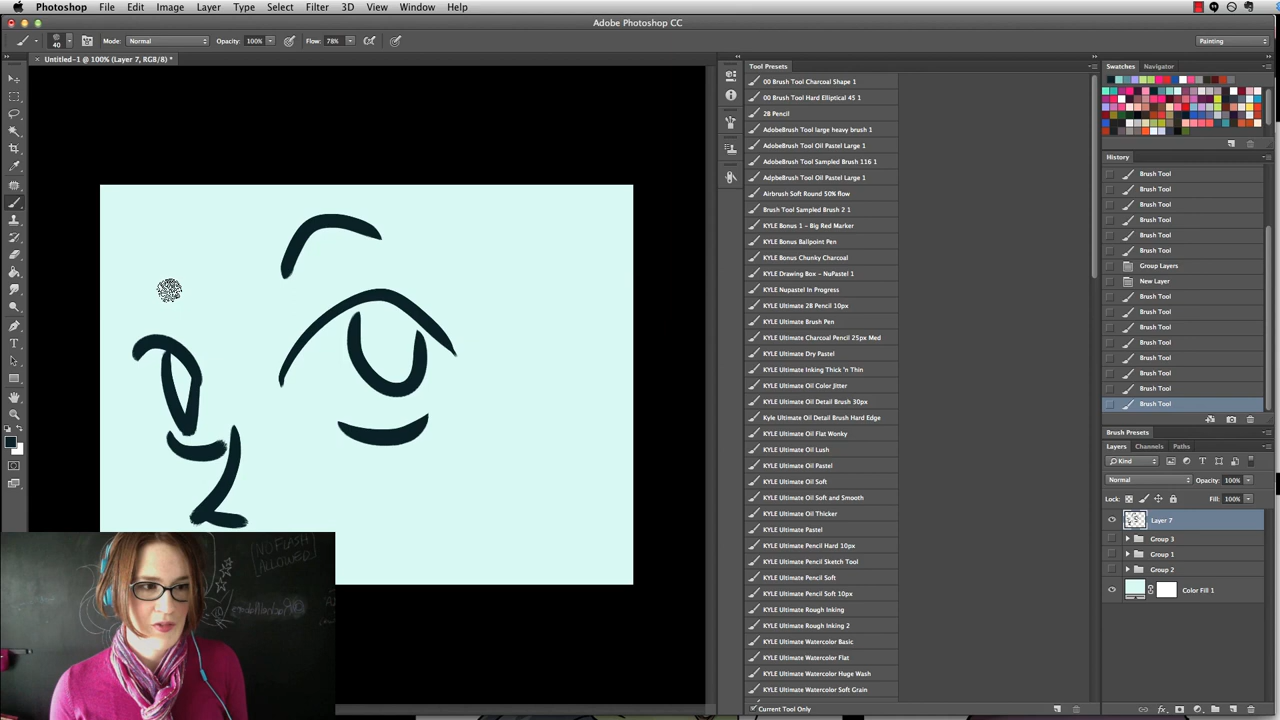 Photoshop File Edit Image Layer Type Select Filter 3D View Window Help
Adobe Photoshop CC
40 Mode: Normal Opacity: 100% Flow: 78% Painting
Untitled-1 @ 100% (Layer 7, RGB/8) *
Tool Presets
00 Brush Tool Charcoal Shape 1
00 Brush Tool Hard Elliptical 45 1
2B Pencil
AdobeBrush Tool large heavy brush 1
AdobeBrush Tool Oil Pastel Large 1
AdobeBrush Tool Sampled Brush 116 1
AdpbeBrush Tool Oil Pastel Large 1
Airbrush Soft Round 50% flow
Brush Tool Sampled Brush 2 1
KYLE Bonus 1 - Big Red Marker
KYLE Bonus Ballpoint Pen
KYLE Bonus Chunky Charcoal
KYLE Drawing Box - NuPastel 1
KYLE Nupastel In Progress
KYLE Ultimate 2B Pencil 10px
KYLE Ultimate Brush Pen
KYLE Ultimate Charcoal Pencil 25px Med
KYLE Ultimate Dry Pastel
KYLE Ultimate Inking Thick 'n Thin
KYLE Ultimate Oil Color Jitter
KYLE Ultimate Oil Detail Brush 30px
Kyle Ultimate Oil Detail Brush Hard Edge
KYLE Ultimate Oil Flat Wonky
KYLE Ultimate Oil Lush
KYLE Ultimate Oil Pastel
KYLE Ultimate Oil Soft
KYLE Ultimate Oil Soft and Smooth
KYLE Ultimate Oil Thicker
KYLE Ultimate Pastel
KYLE Ultimate Pencil Hard 10px
KYLE Ultimate Pencil Sketch Tool
KYLE Ultimate Pencil Soft
KYLE Ultimate Pencil Soft 10px
KYLE Ultimate Rough Inking
KYLE Ultimate Rough Inking 2
KYLE Ultimate Watercolor Basic
KYLE Ultimate Watercolor Flat
KYLE Ultimate Watercolor Huge Wash
KYLE Ultimate Watercolor Soft Grain
Current Tool Only
Swatches Navigator
History
Brush Tool
Brush Tool
Brush Tool
Brush Tool
Brush Tool
Brush Tool
Group Layers
New Layer
Brush Tool
Brush Tool
Brush Tool
Brush Tool
Brush Tool
Brush Tool
Brush Tool
Brush Tool
Brush Presets
Layers Channels Paths
Kind
Normal Opacity: 100%
Lock: Fill: 100%
Layer 7
Group 3
Group 1
Group 2
Color Fill 1
NO FLASH
ALLOWED